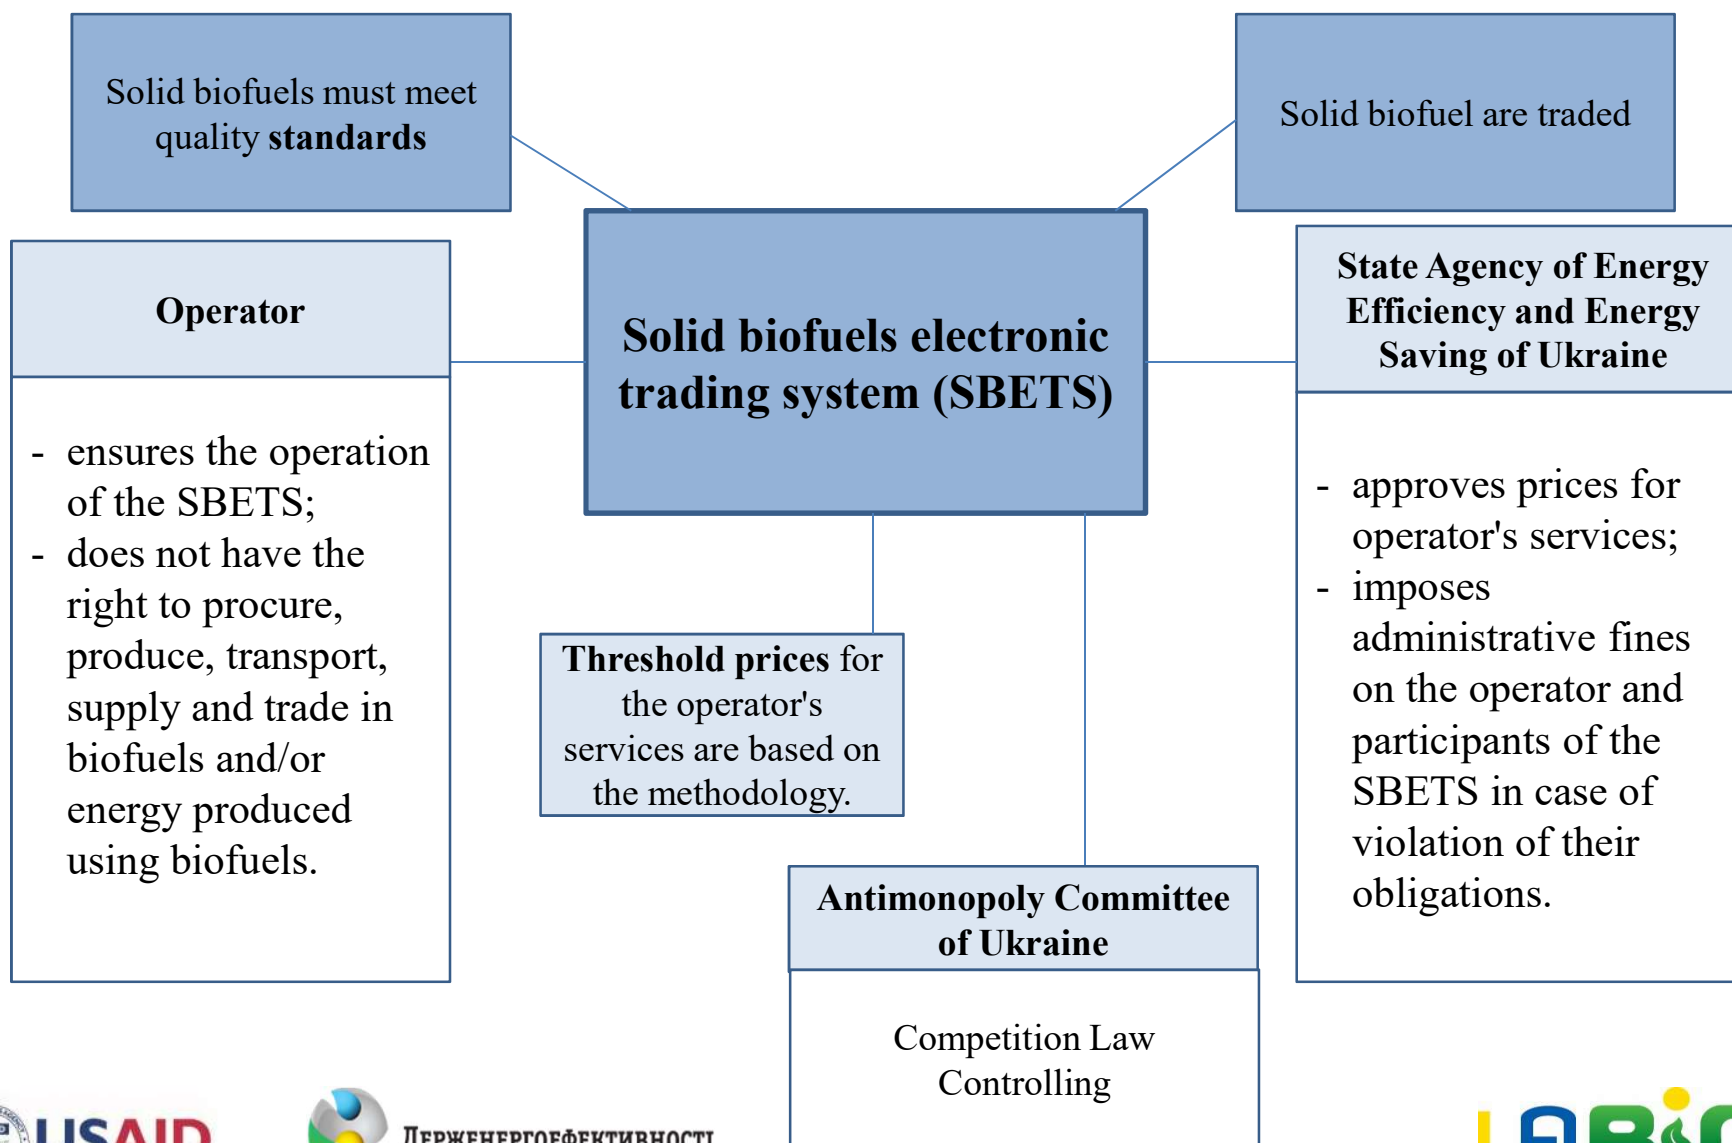 Solid biofuels must meet
quality standards
Solid biofuel are traded
Solid biofuels electronic
trading system (SBETS)
Operator
- ensures the operation
of the SBETS;
- does not have the
right to procure,
produce, transport,
supply and trade in
biofuels and/or
energy produced
using biofuels.
State Agency of Energy
Efficiency and Energy
Saving of Ukraine
- approves prices for
operator's services;
- imposes
administrative fines
on the operator and
participants of the
SBETS in case of
violation of their
obligations.
Threshold prices for
the operator's
services are based on
the methodology.
Antimonopoly Committee
of Ukraine
Competition Law
Controlling
USAID
ДЕРЖЕНЕРГОЕФЕКТИВНОСТІ